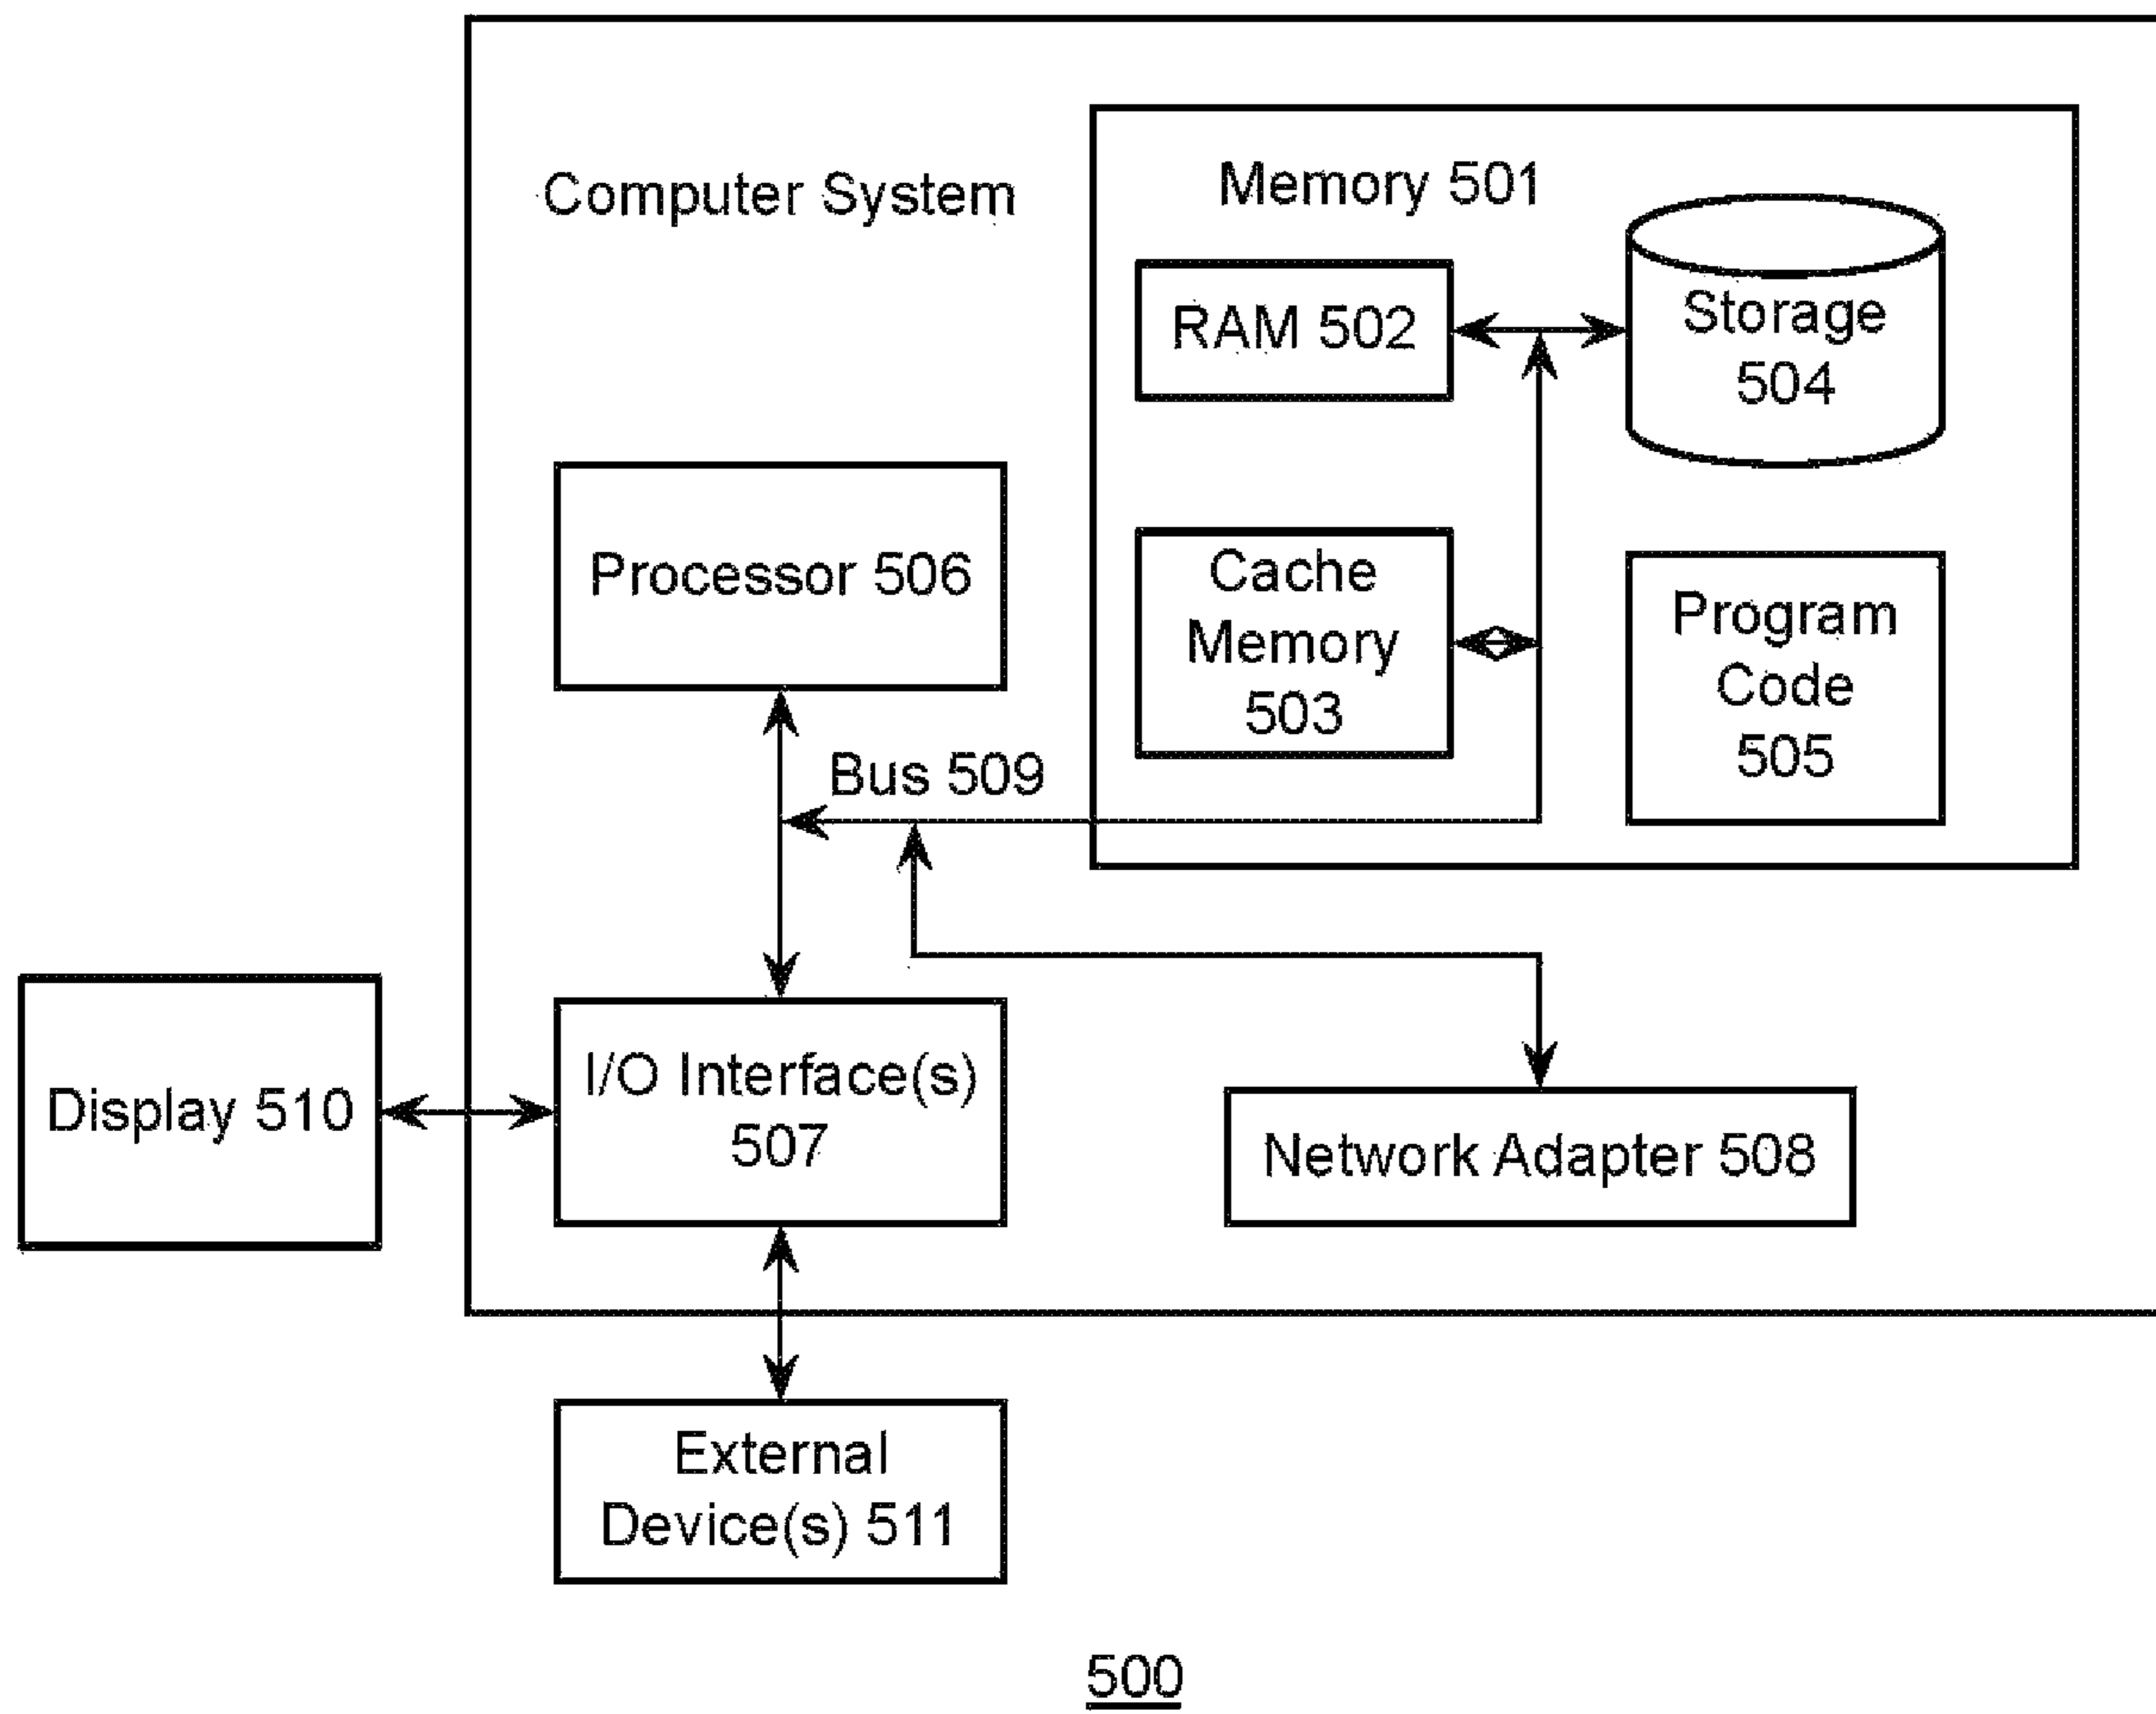 Computer System
Memory 501
RAM 502
Storage
504
Processor 506
Cache
Memory
503
Program
Code
505
Bus 509
Display 510
I/O Interface(s)
507
Network Adapter 508
External
Device(s) 511
500